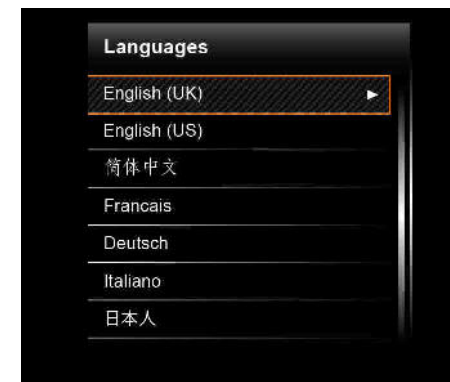 Languages
English (UK)
English (US)
简体中文
Francais
Deutsch
Italiano
日本人